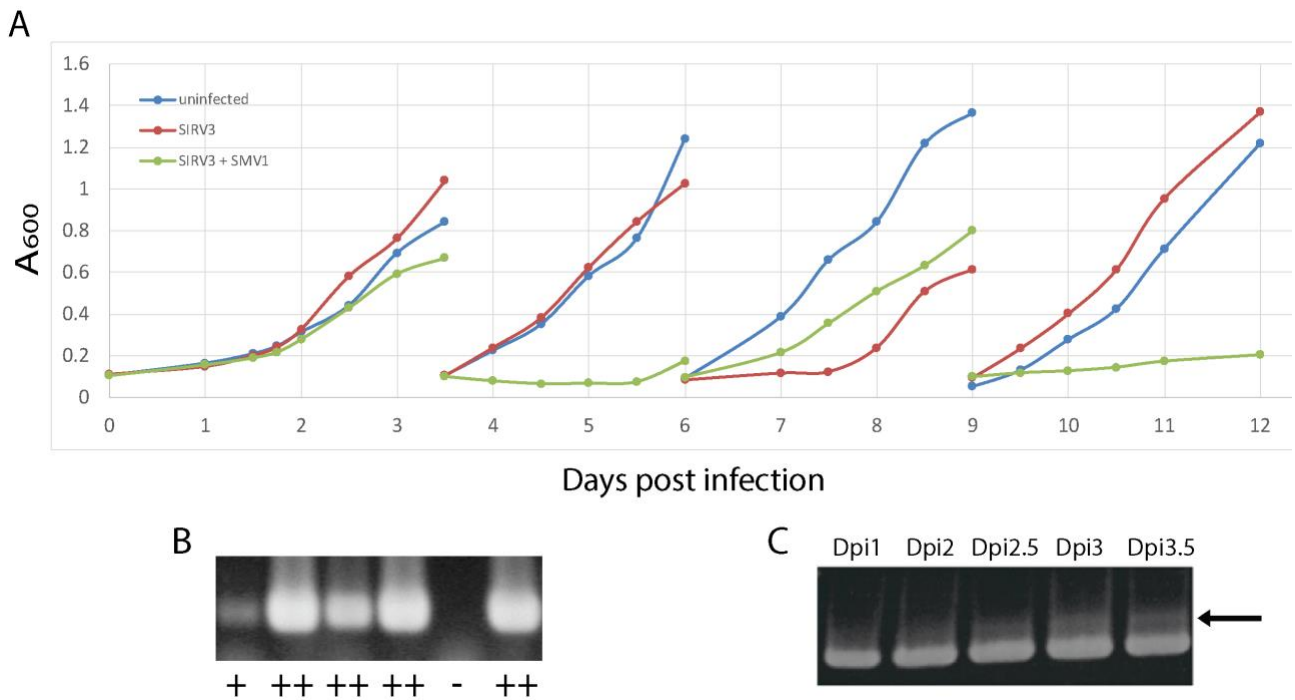 A
1.6
1.4
1.2
1
0.8
0.6
0.4
0.2
0
A600
uninfected
SIRV3
SIRV3 + SMV1
0 1 2 3 4 5 6 7 8 9 10 11 12
Days post infection
B
+ ++ ++ ++ - ++
C
Dpi1 Dpi2 Dpi2.5 Dpi3 Dpi3.5